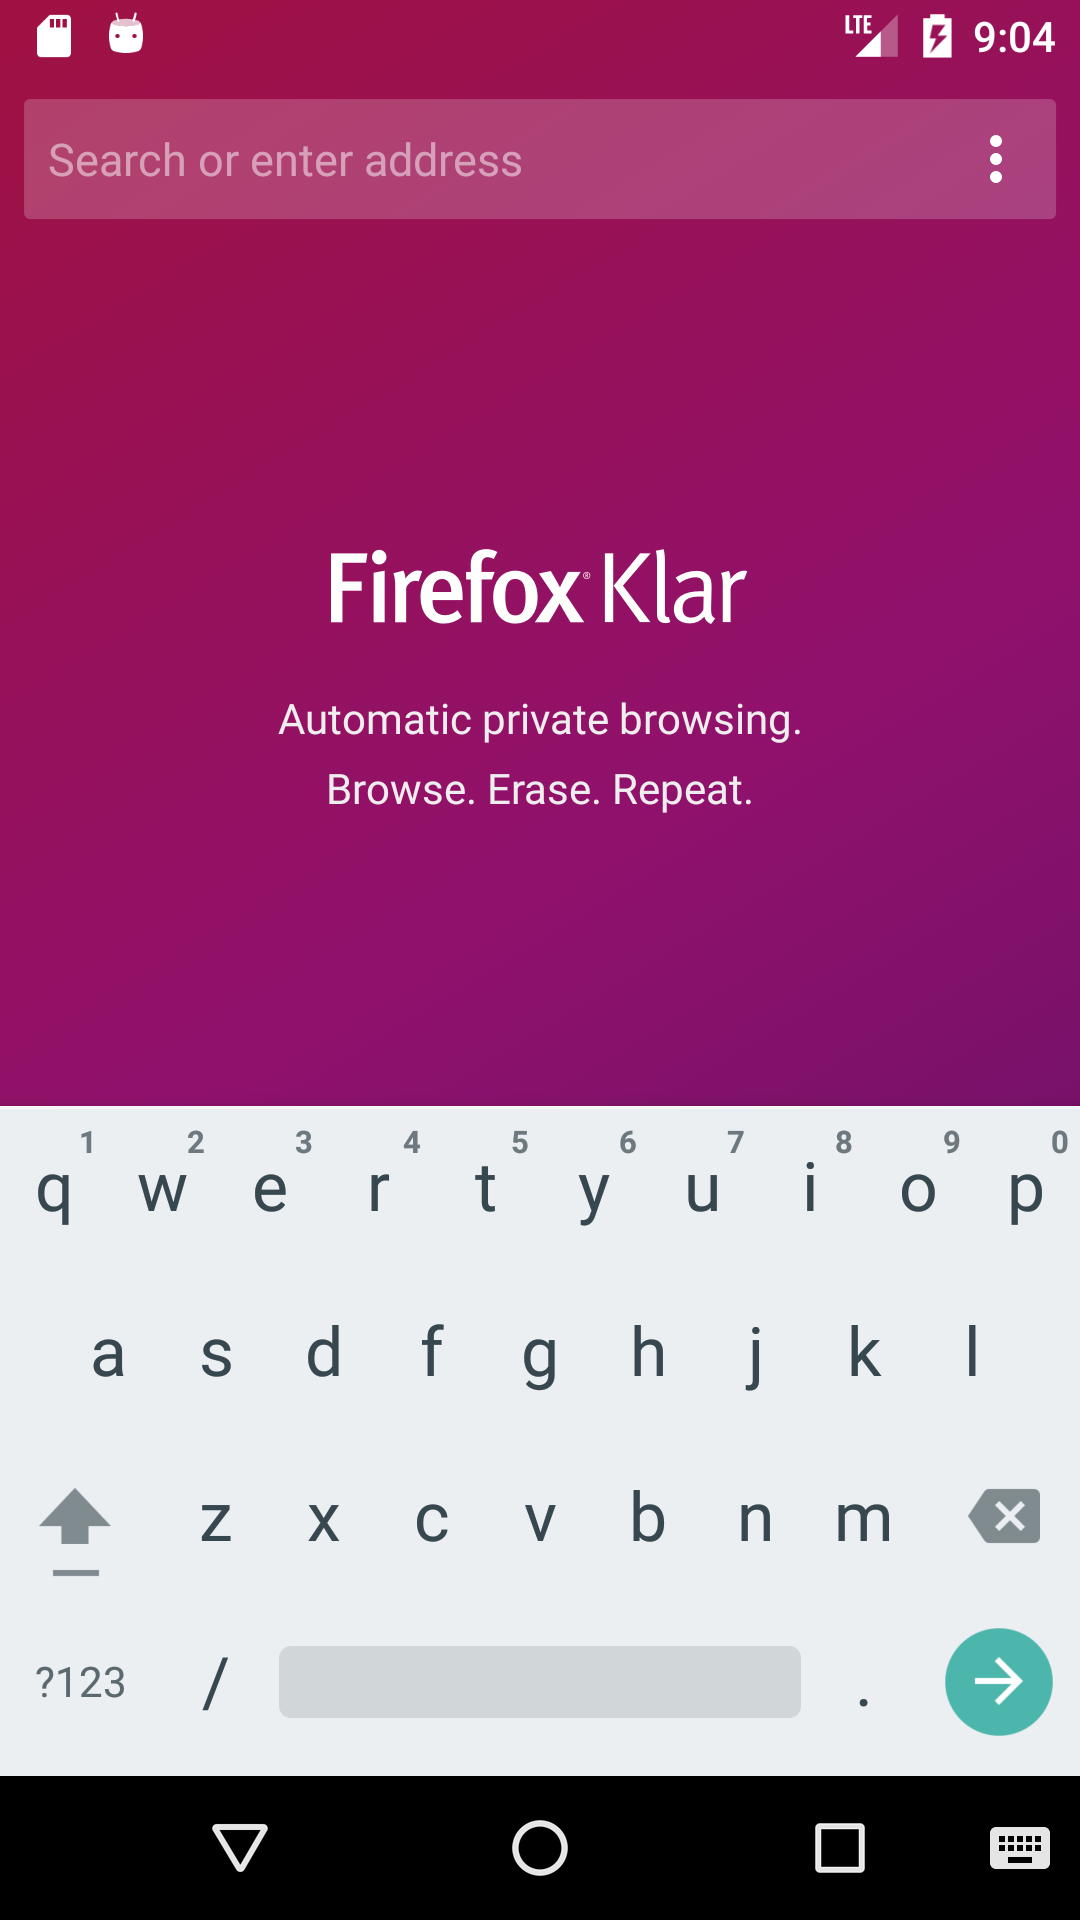 LTE 9:04
Search or enter address
Firefox® Klar
Automatic private browsing.
Browse. Erase. Repeat.
1 2 3 4 5 6 7 8 9 0
q w e r t y u i o p
a s d f g h j k l
z x c v b n m
?123 / .